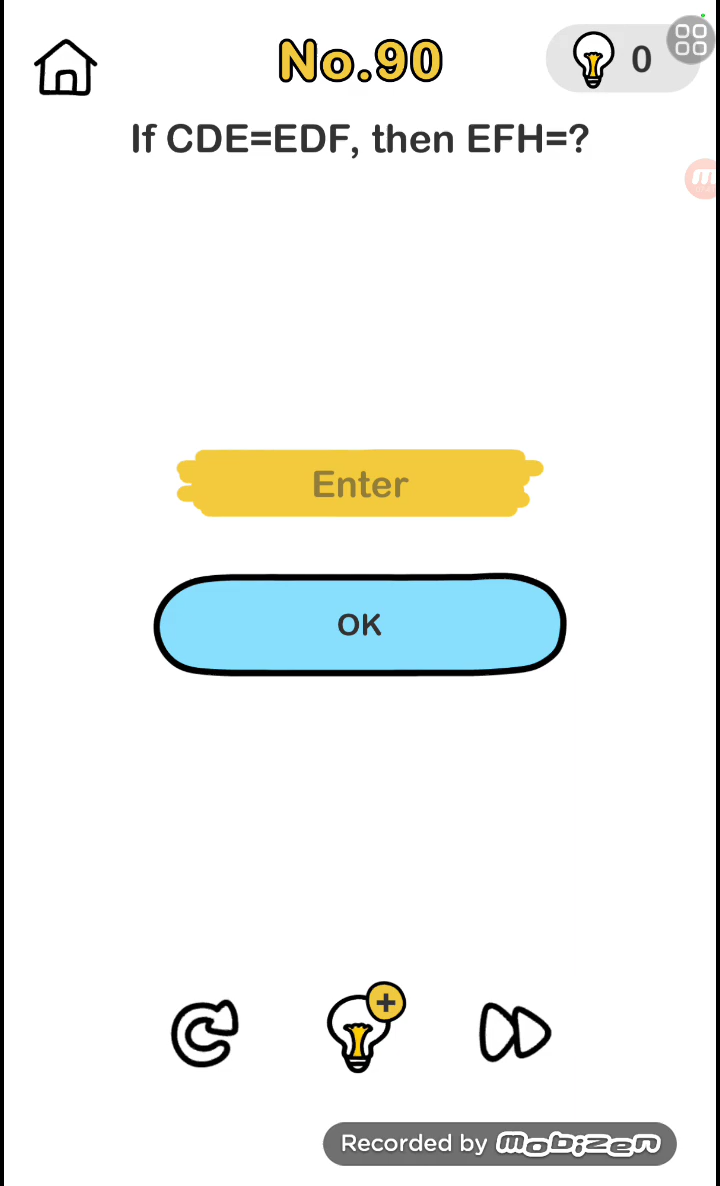 No.90
0
If CDE=EDF, then EFH=?
Enter
OK
Recorded by mobizen